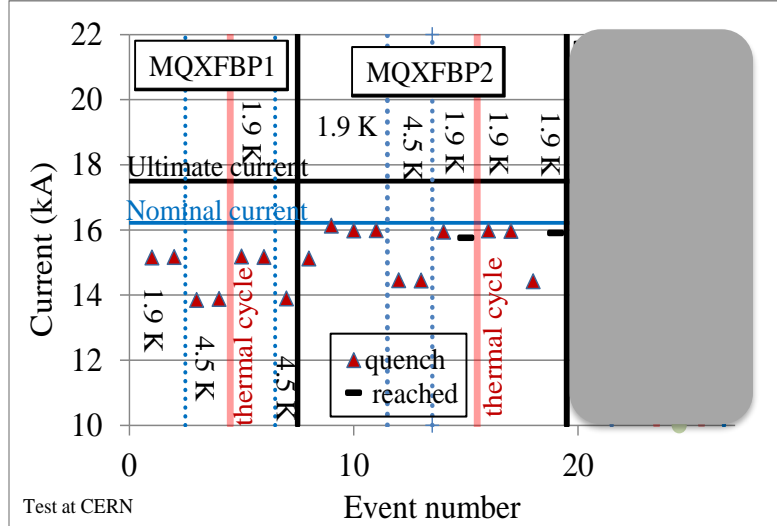 22
20
18
16
14
12
10
Current (kA)
MQXFBP1
MQXFBP2
1.9 K
1.9 K
4.5 K
1.9 K
1.9 K
1.9 K
Ultimate current
Nominal current
1.9 K
4.5 K
thermal cycle
4.5 K
quench
reached
thermal cycle
0
10
20
Test at CERN
Event number